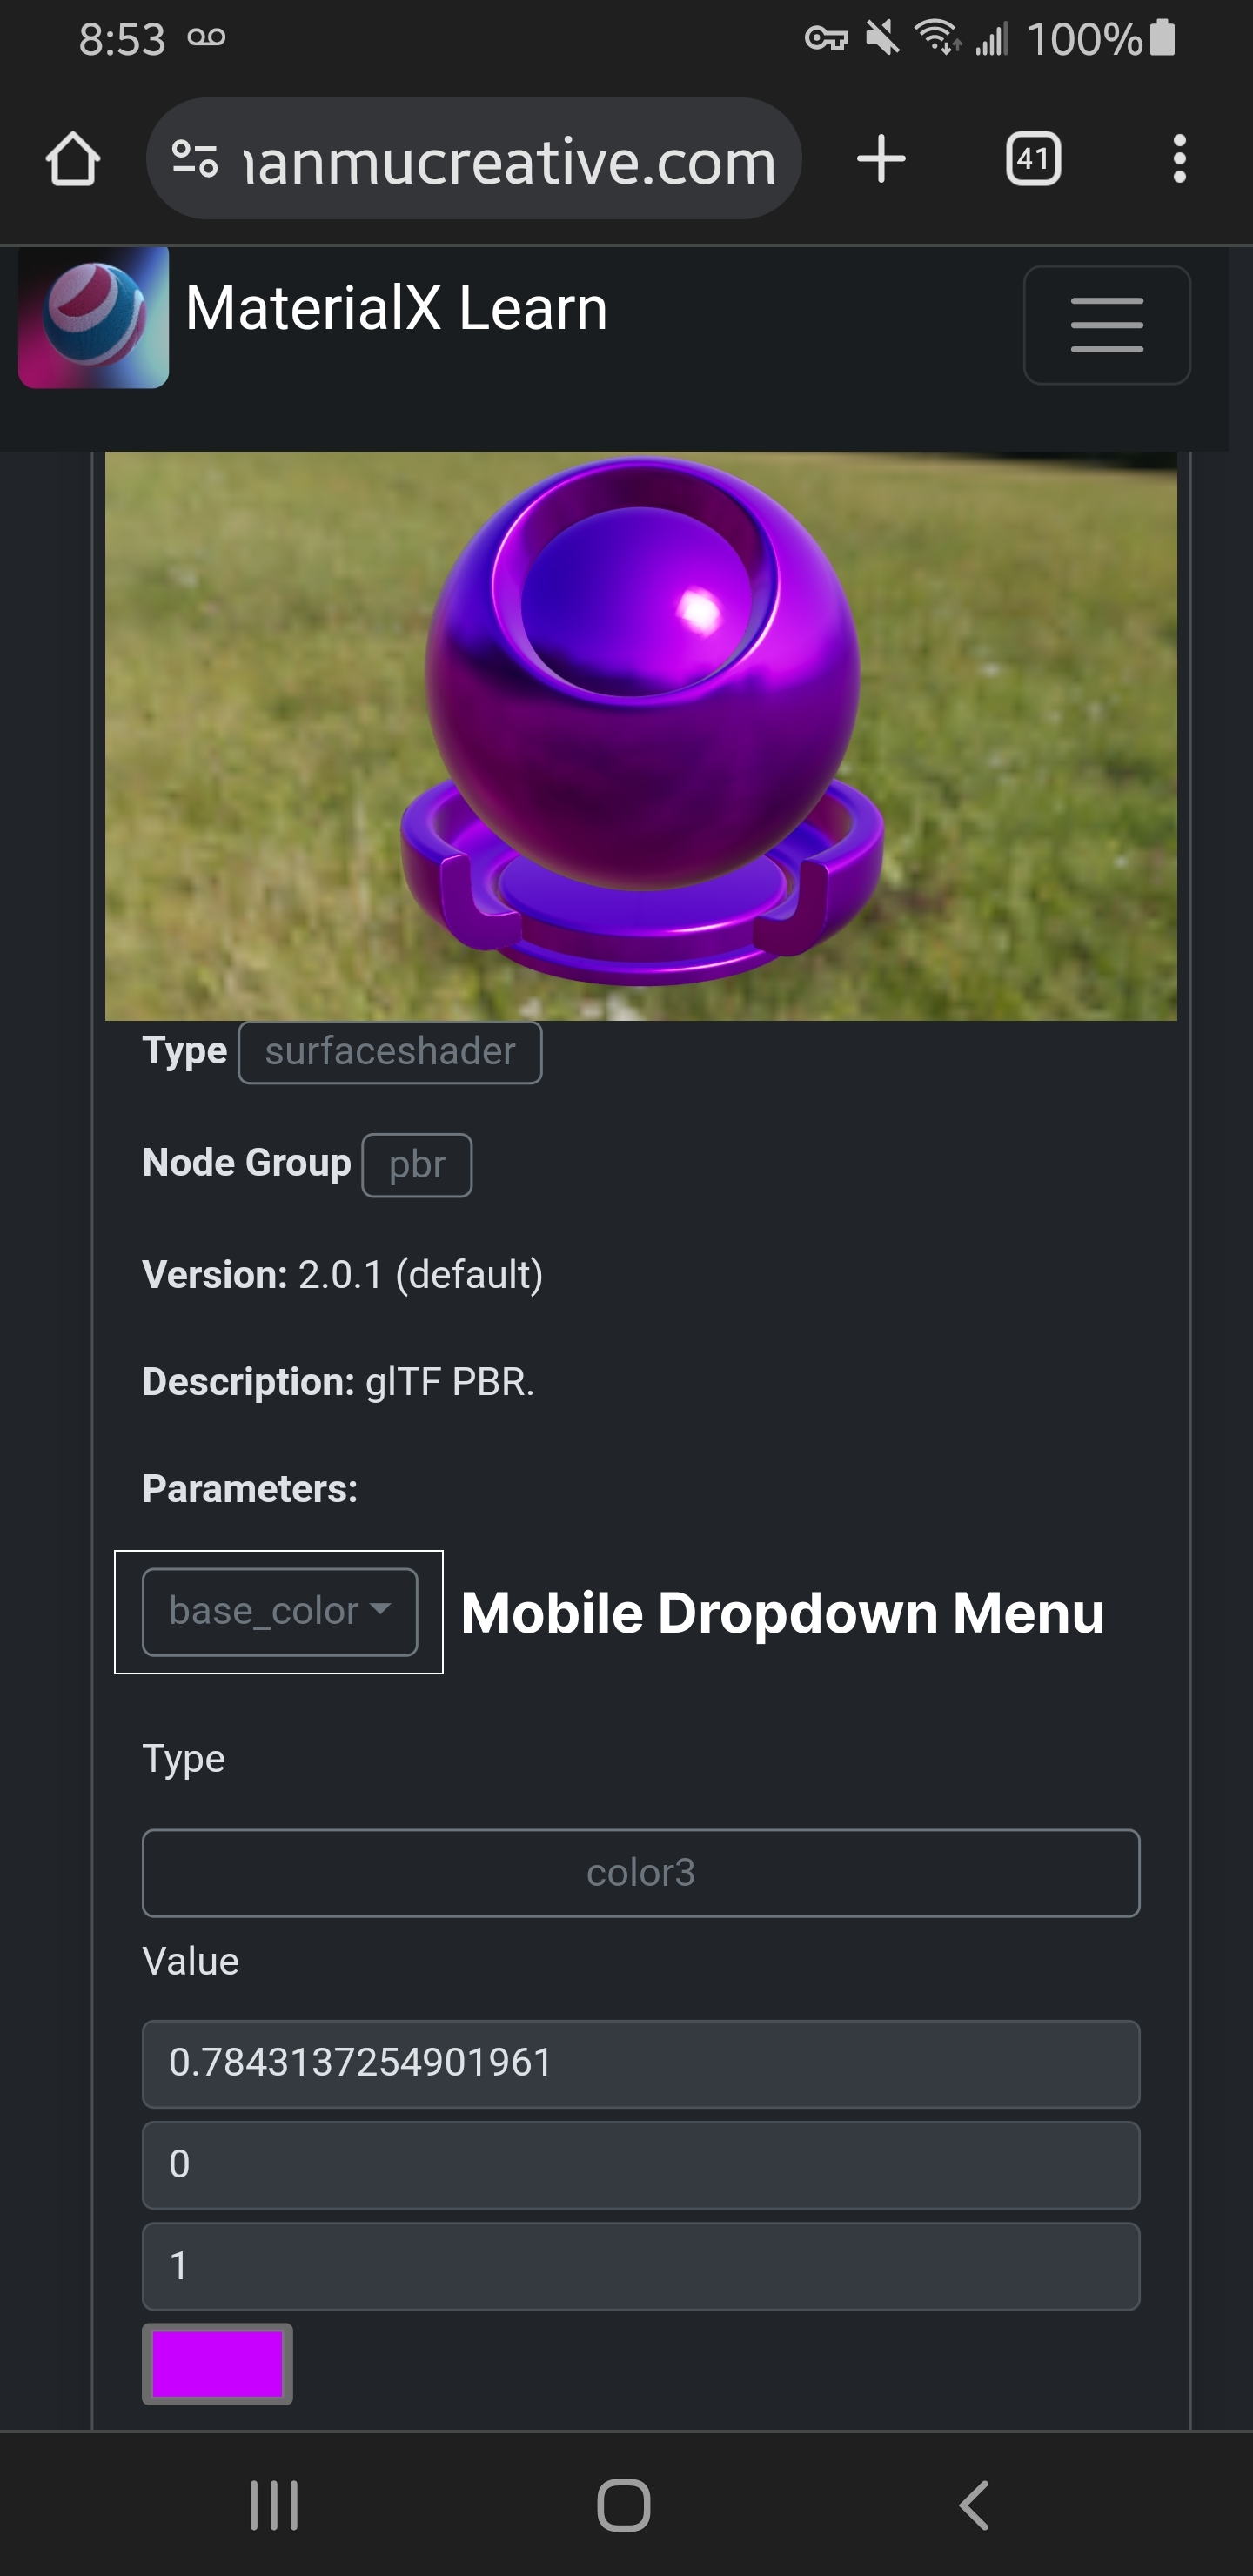 8:53 100%
nanmucreative.com 41
MaterialX Learn
Type surfaceshader
Node Group pbr
Version: 2.0.1 (default)
Description: glTF PBR.
Parameters:
base_color Mobile Dropdown Menu
Type
color3
Value
0.7843137254901961
0
1